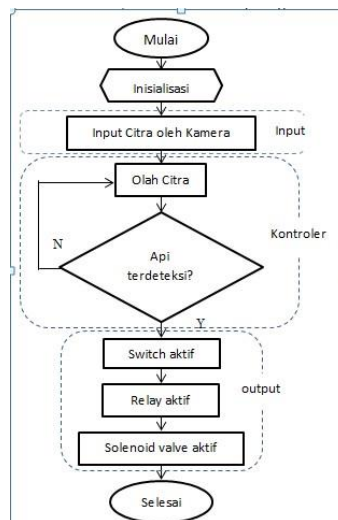 Mulai
Inisialisasi
Input Citra oleh Kamera
Input
Olah Citra
Kontroler
N
Api
terdeteksi?
Y
Switch aktif
output
Relay aktif
Solenoid valve aktif
Selesai